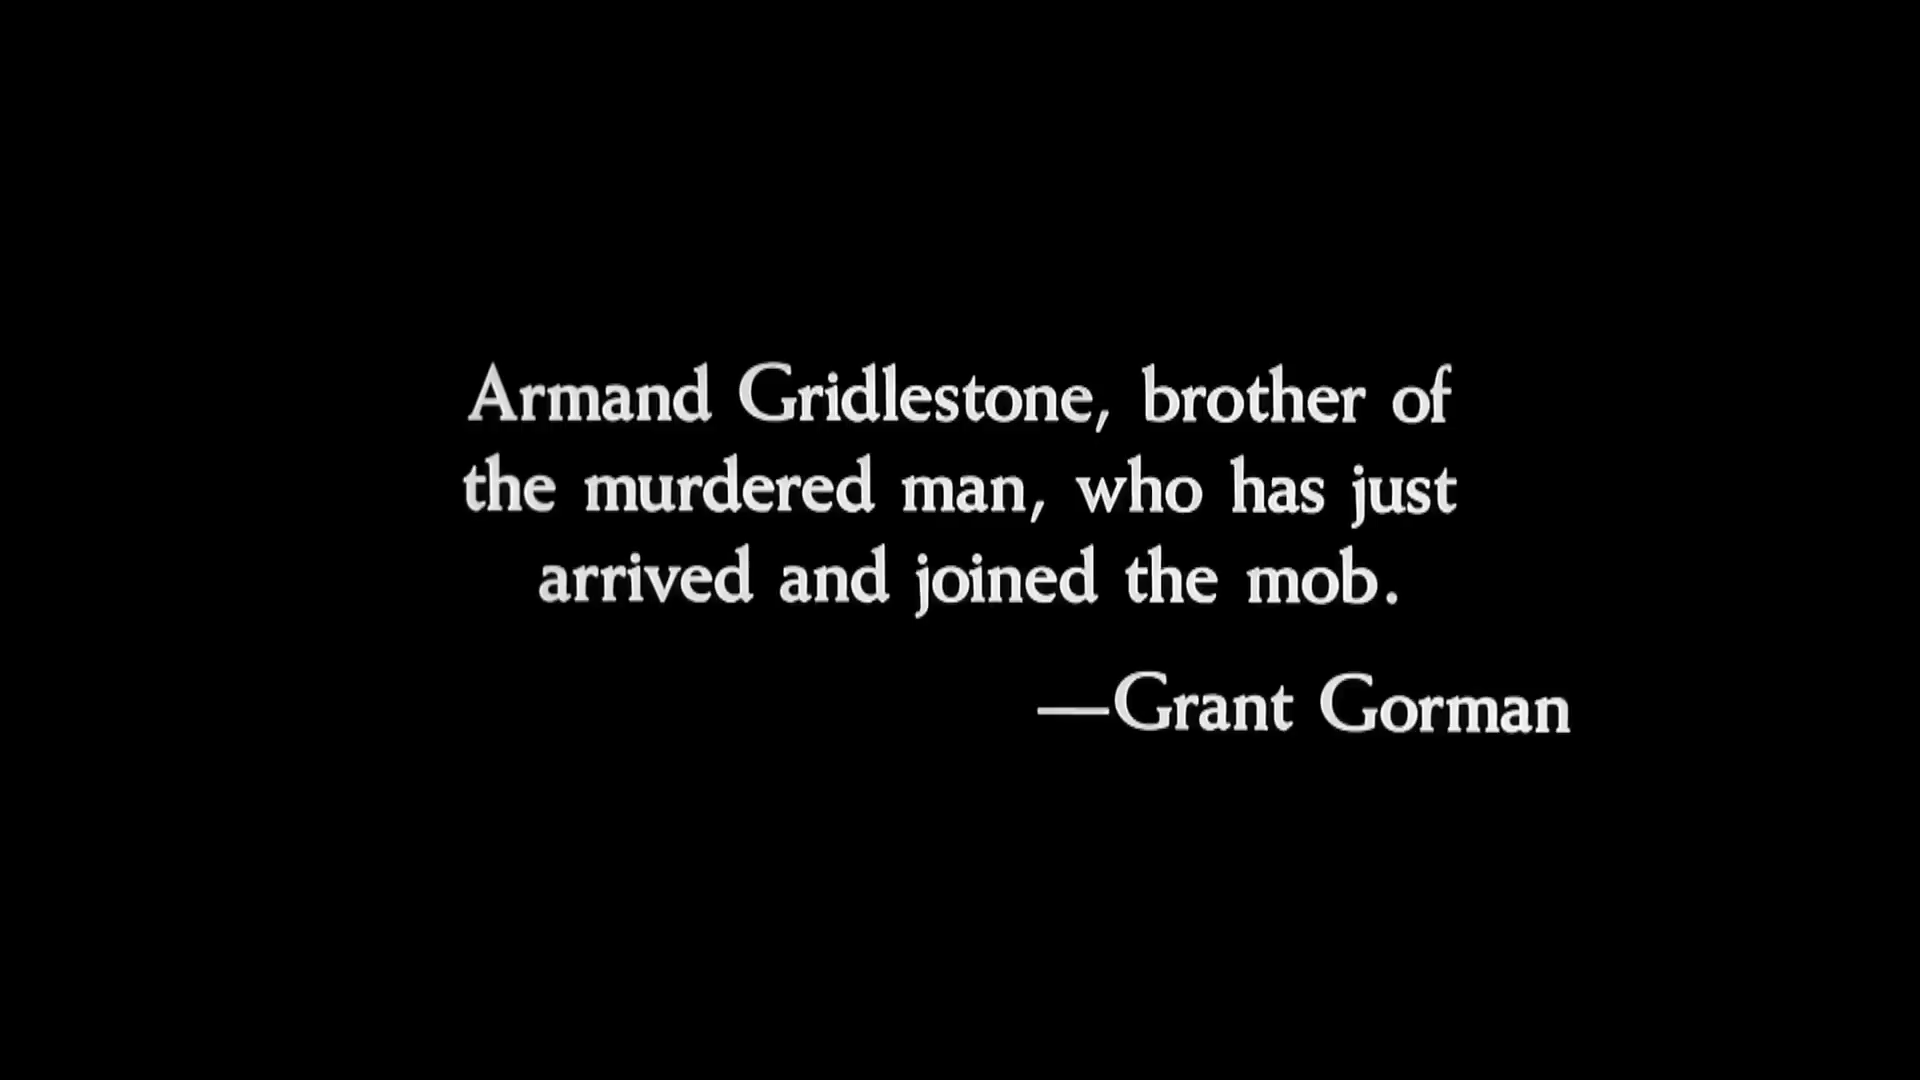 Armand Gridlestone, brother of
the murdered man, who has just
arrived and joined the mob.
—Grant Gorman